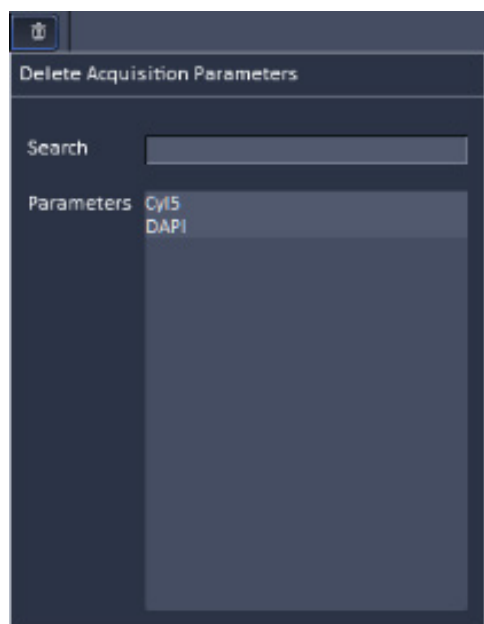 Delete Acquisition Parameters
Search
Parameters
Cyl5
DAPI